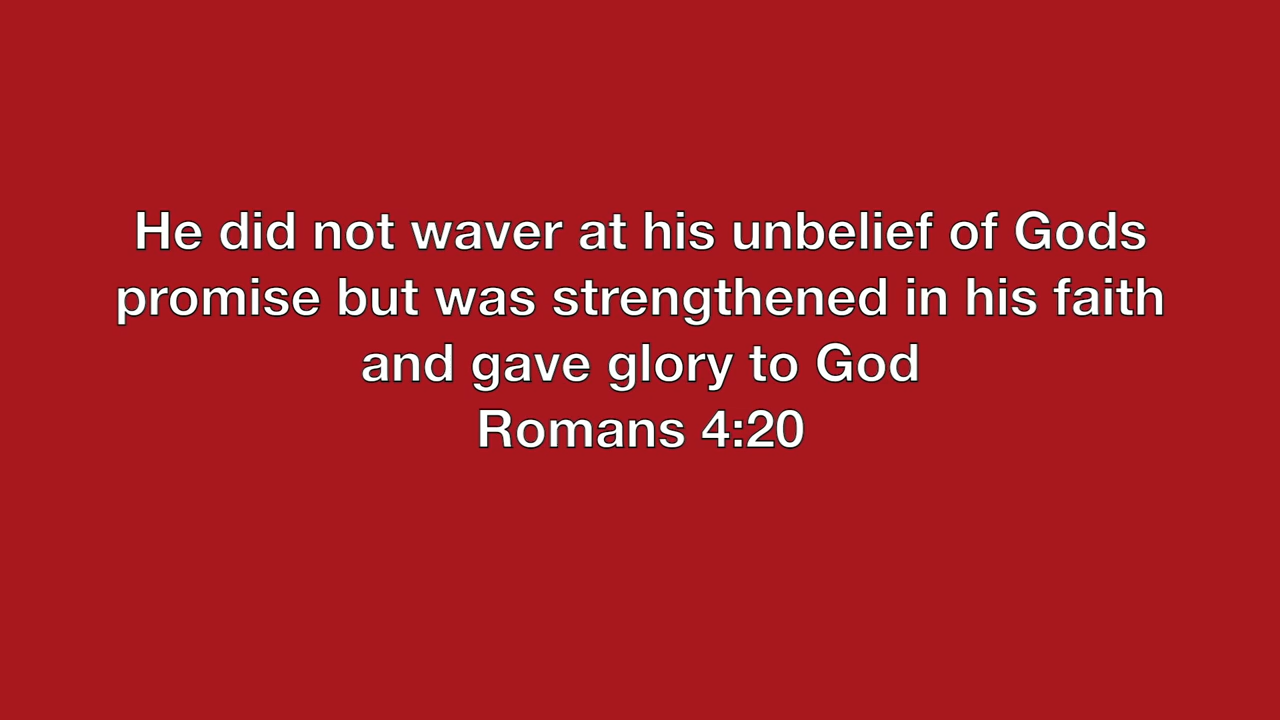 He did not waver at his unbelief of Gods
promise but was strengthened in his faith
and gave glory to God
Romans 4:20